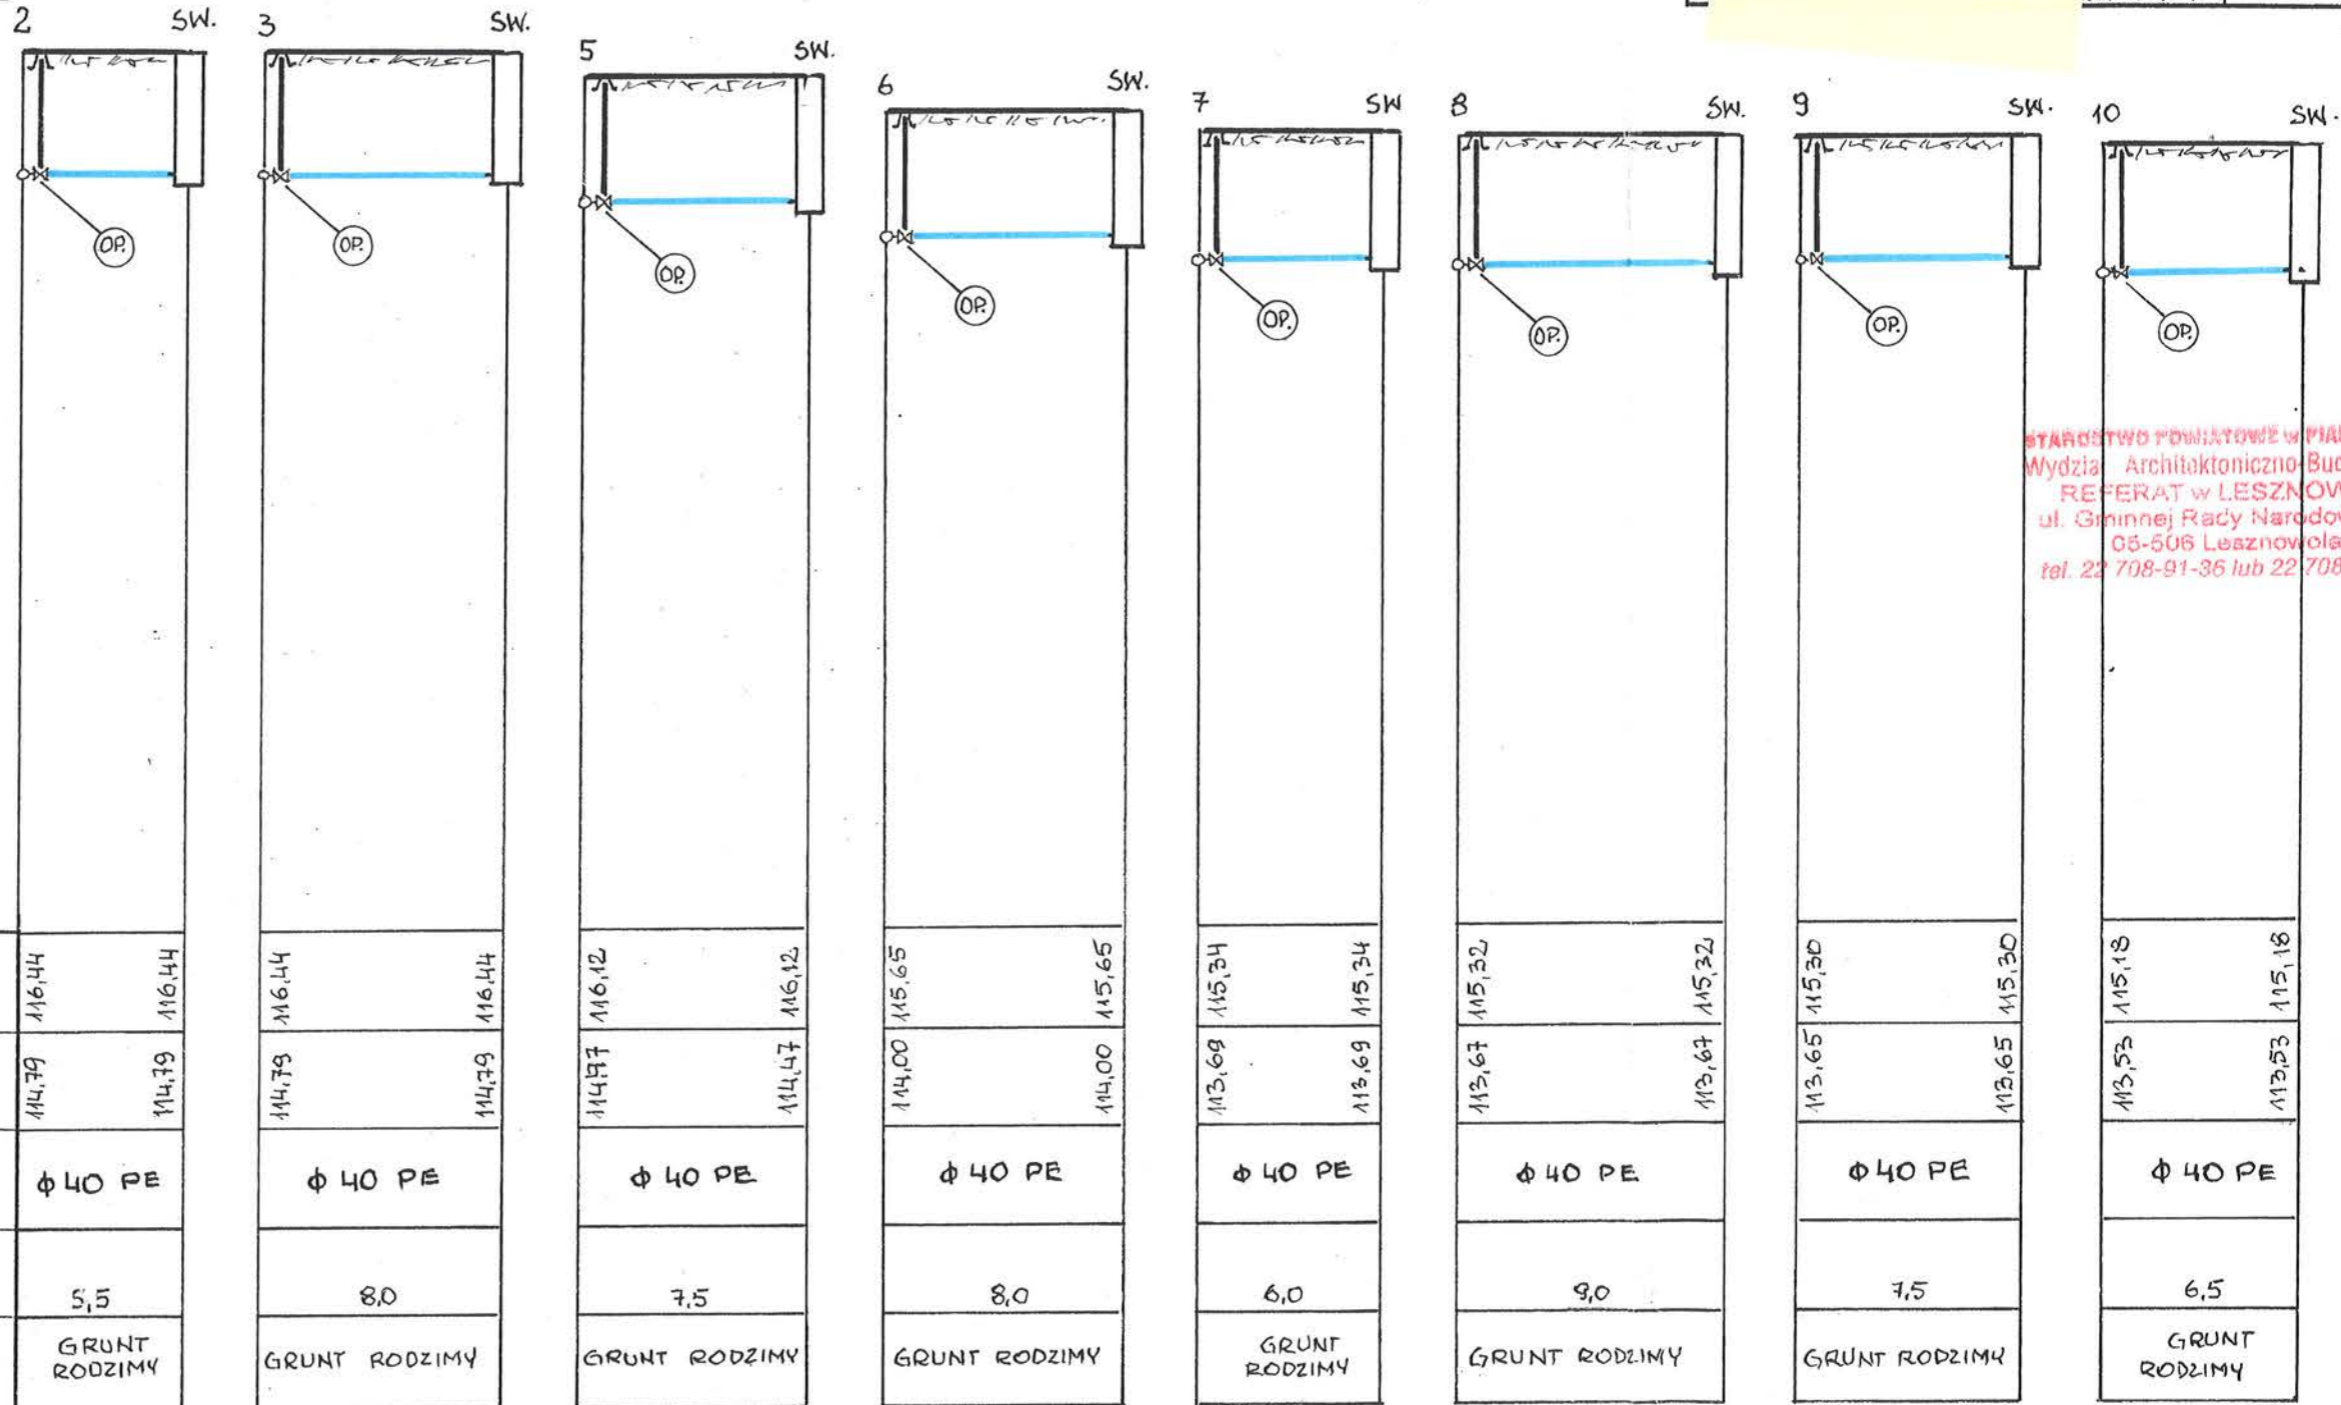 2 SW. 3 SW. 5 SW. 6 SW. 7 SW 8 SW. 9 SW. 10 SW.
OP. OP. OP. OP. OP. OP. OP. OP.
STAROSTWO POWIATOWE w PIA
Wydział Architektoniczno-Bud
REFERAT w LESZNOW
ul. Gminnej Rady Narodow
05-506 Lesznowola
tel. 22 708-91-36 lub 22 708
116,44 116,44 116,44 116,44 116,12 116,12 115,65 115,65 115,34 115,34 115,32 115,32 115,30 115,30 115,18 115,18
114,79 114,79 114,79 114,79 114,47 114,00 114,00 113,69 113,69 113,67 113,67 113,65 113,65 113,53 113,53
ϕ 40 PE ϕ 40 PE ϕ 40 PE ϕ 40 PE ϕ 40 PE ϕ 40 PE ϕ 40 PE ϕ 40 PE
5,5 8,0 7,5 8,0 6,0 9,0 7,5 6,5
GRUNT
RODZIMY
GRUNT RODZIMY
GRUNT RODZIMY
GRUNT RODZIMY
GRUNT
RODZIMY
GRUNT RODZIMY
GRUNT RODZIMY
GRUNT
RODZIMY